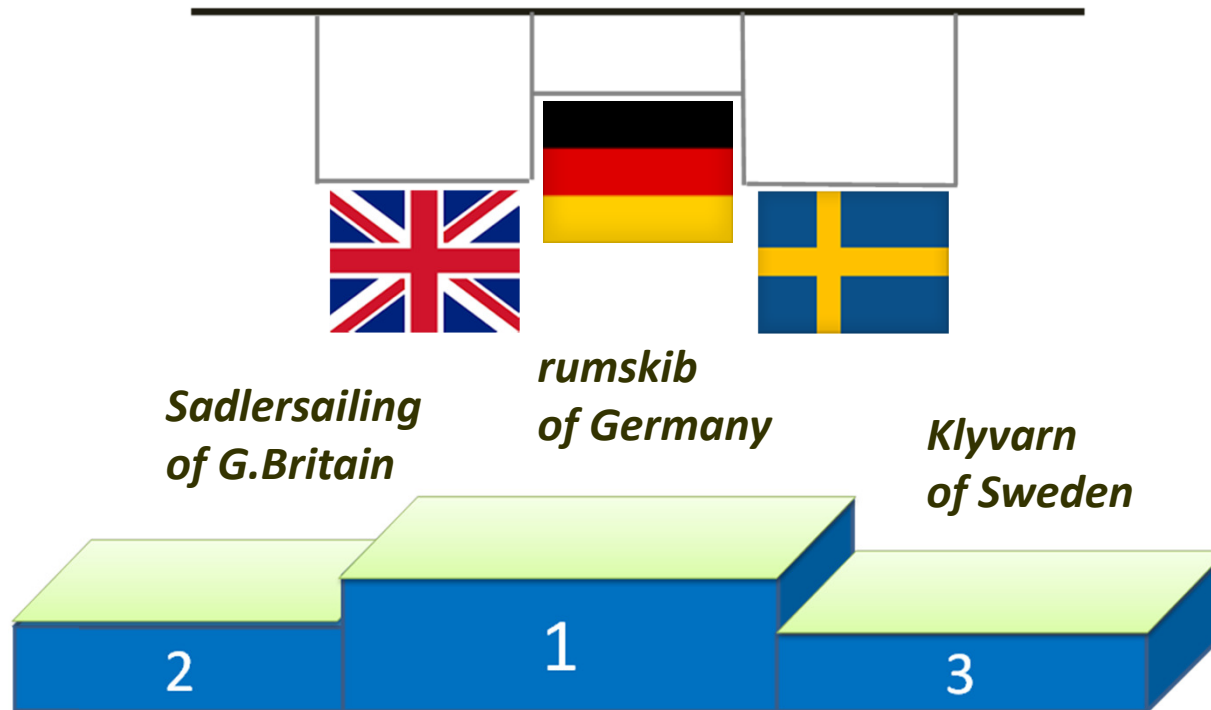 Sadlersailing
of G.Britain
rumskib
of Germany
Klyvarn
of Sweden
2
1
3